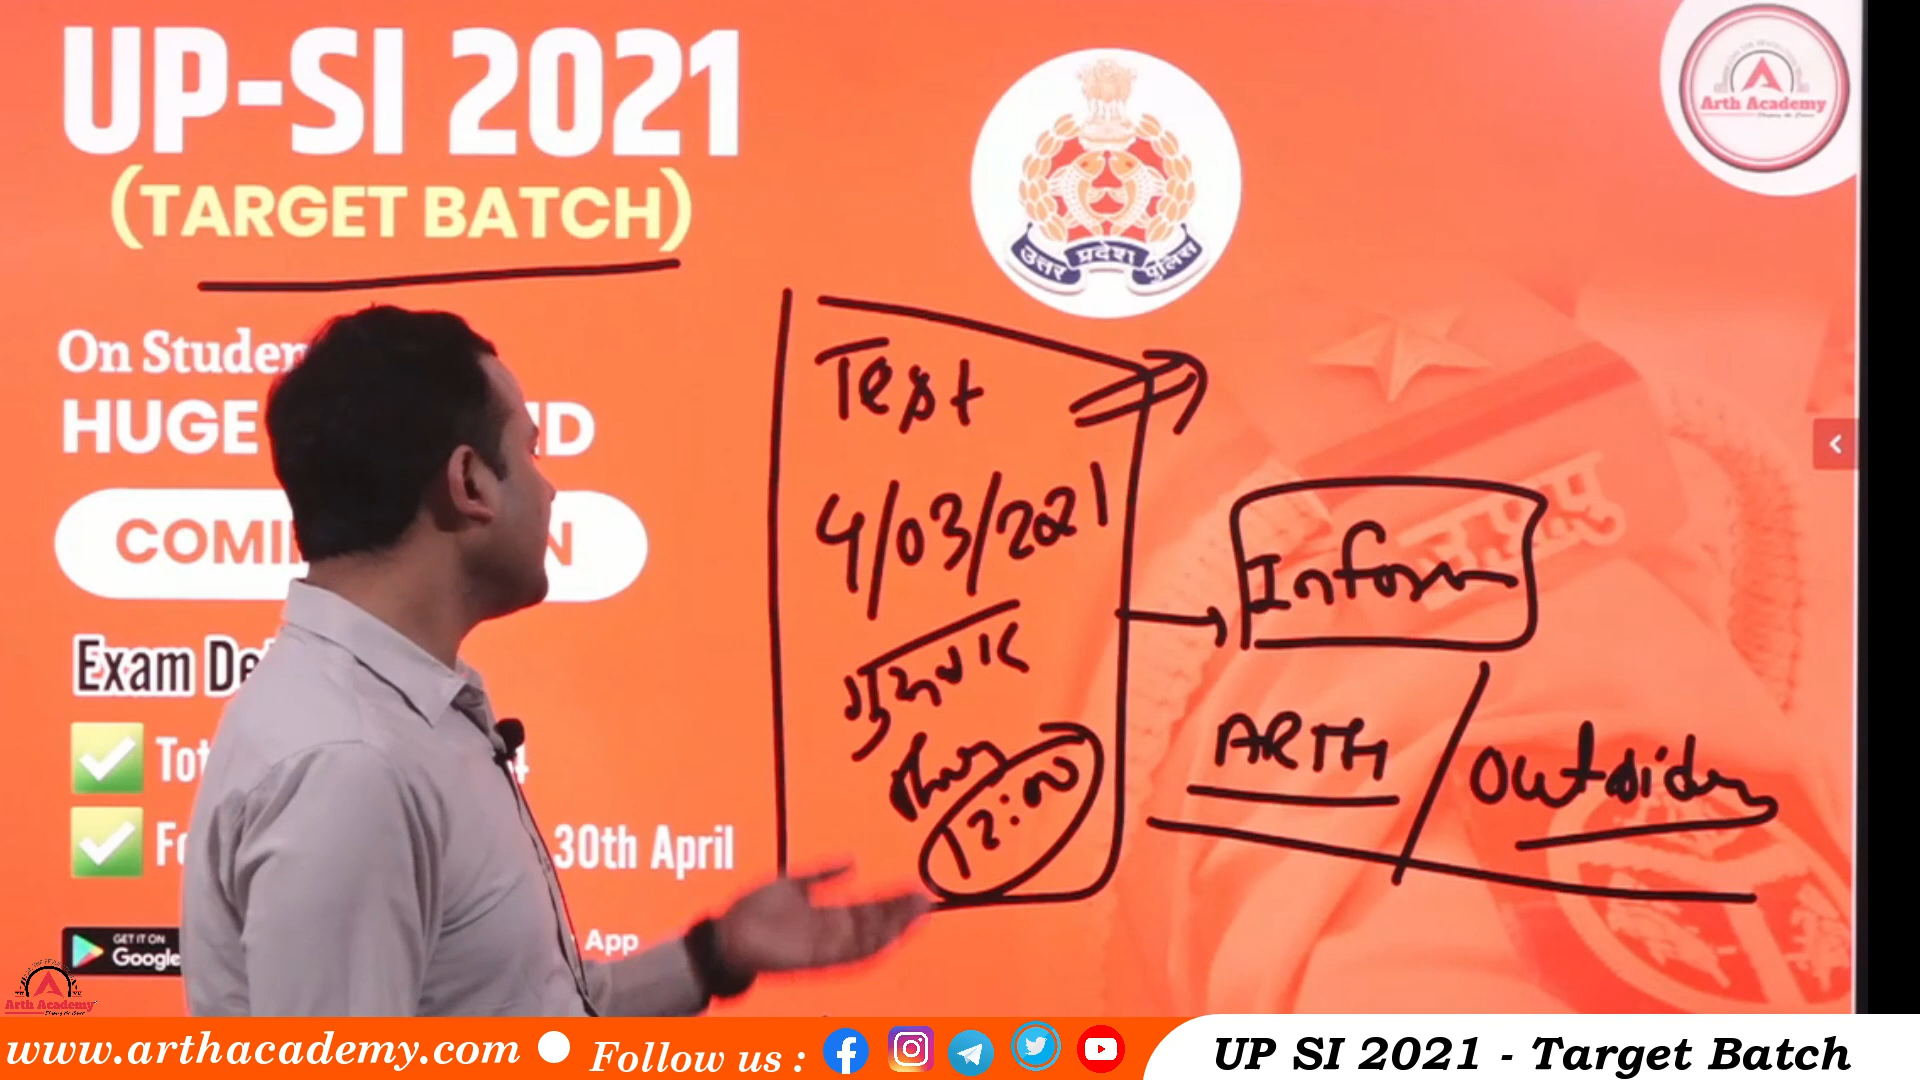 UP-SI 2021
(TARGET BATCH)
उत्तर प्रदेश पुलिस
Arth Academy
On Studen
HUGE D
COMI N
Exam De
Tot 4
F 30th April
GET IT ON
Google
App
Test
4/03/2021
12:00
Inform
ARTH / Outsider
उ.प्र.पु
Arth Academy
www.arthacademy.com Follow us :
UP SI 2021 - Target Batch